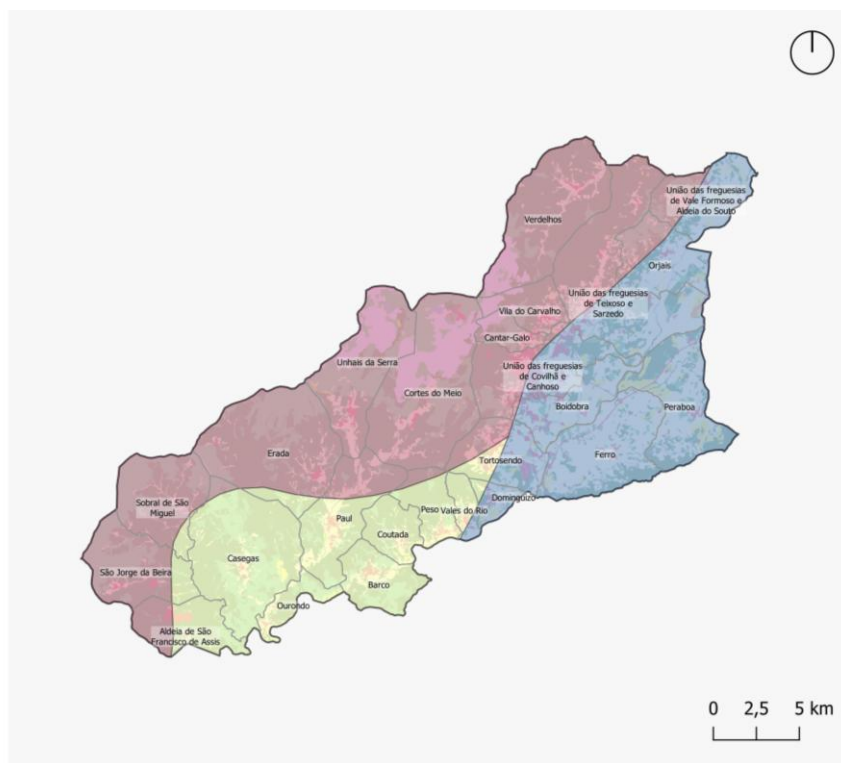 União das freguesias
de Vale Formoso e
Aldeia do Souto
Verdelhos
Orjais
União das freguesias
de Teixoso e
Sarzedo
Vila do Carvalho
Cantar-Galo
Unhais da Serra
União das freguesias
de Covilhã e
Canhoso
Cortes do Meio
Boidobra
Peraboa
Erada
Ferro
Tortosendo
Sobral de São
Miguel
Dominguizo
Peso
Vales do Rio
Paul
Coutada
Casegas
São Jorge da Beira
Barco
Ourondo
Aldeia de São
Francisco de Assis
0 2,5 5 km